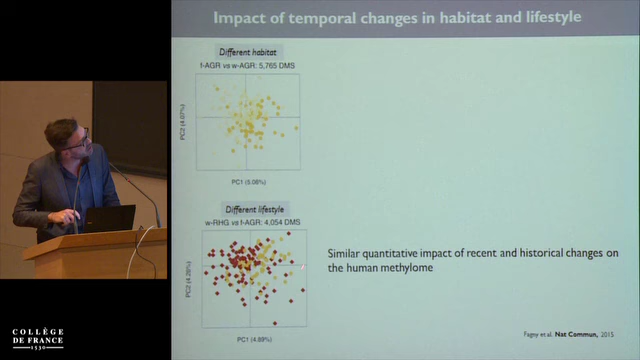 Impact of temporal changes in habitat and lifestyle
Different habitat
f-AGR vs w-AGR: 5,765 DMS
PC2 (4.07%)
PC1 (5.06%)
Different lifestyle
w-RHG vs f-AGR: 4,054 DMS
PC2 (4.20%)
PC1 (4.89%)
Similar quantitative impact of recent and historical changes on
the human methylome
Fagny et al. Nat Commun, 2015
COLLÈGE
DE FRANCE
1530